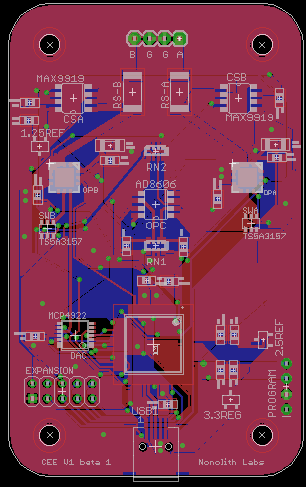 B G G A
MAX9919
CSB
RS-B
RS-A
CSA
MAX9919
1.25REF
RN2
OPB
AD8606
OPA
SWB
SWA
OPC
TS5A3157
TS5A3157
RN1
MCP4922
DAC
2.5REF
EXPANSION
PROGRAM
USB
3.3REG
CEE V1 beta 1
Nonolith Labs